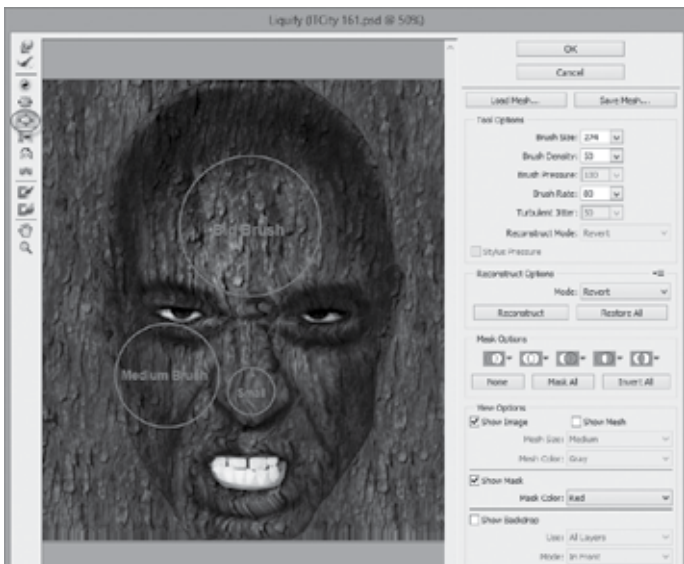 Liquify (ITCity 161.psd @ 50%)
OK
Cancel
Load Mesh... Save Mesh...
Tool Options
Brush Size: 274
Brush Density: 50
Brush Pressure: 100
Brush Rate: 80
Turbulent Jitter: 50
Reconstruct Mode: Revert
Stylus Pressure
Reconstruct Options
Mode: Revert
Reconstruct Restore All
Mask Options
None Mask All Invert All
View Options
Show Image Show Mesh
Mesh Size: Medium
Mesh Color: Gray
Show Mask
Mask Color: Red
Show Backdrop
Use: All Layers
Mode: In Front
Big Brush
Medium Brush
Small